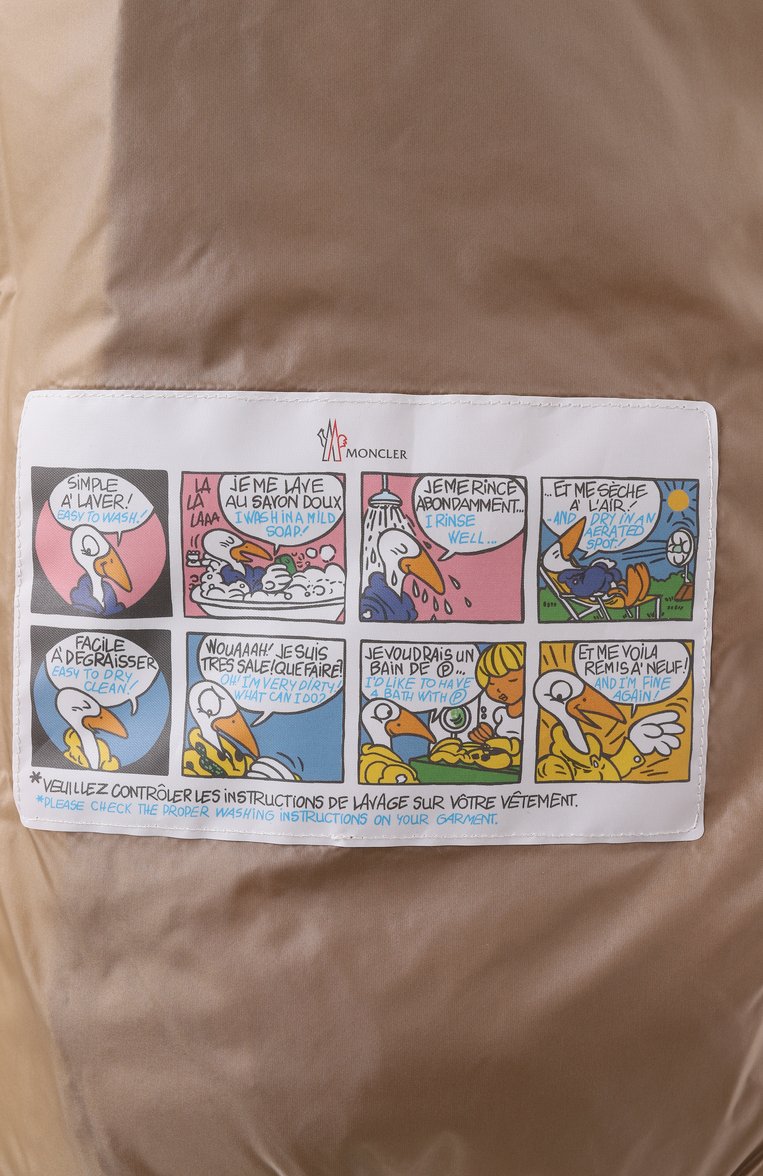 MONCLER
SIMPLE
A' LAVER!
EASY TO WASH!
LA
LA
LAAA
JE ME LAVE
AU SAVON DOUX
I WASH IN A MILD
SOAP!
JE ME RINCE
ABONDAMMENT...
I RINSE
WELL...
...ET ME SÈCHE
A' L'AIR!
...AND DRY IN AN
AERATED
SPOT!
FACILE
A' DÉGRAISSER
EASY TO DRY
CLEAN!
WOUAAAH! JE SUIS
TRES SALE! QUE FAIRE?
OH! I'M VERY DIRTY!
WHAT CAN I DO?
JE VOUDRAIS UN
BAIN DE Ⓟ...
I'D LIKE TO HAVE
A BATH WITH Ⓟ
ET ME VOILA
REMIS A' NEUF!
AND I'M FINE
AGAIN!
*VEUILLEZ CONTRÔLER LES INSTRUCTIONS DE LAVAGE SUR VÔTRE VÊTEMENT.
*PLEASE CHECK THE PROPER WASHING INSTRUCTIONS ON YOUR GARMENT.